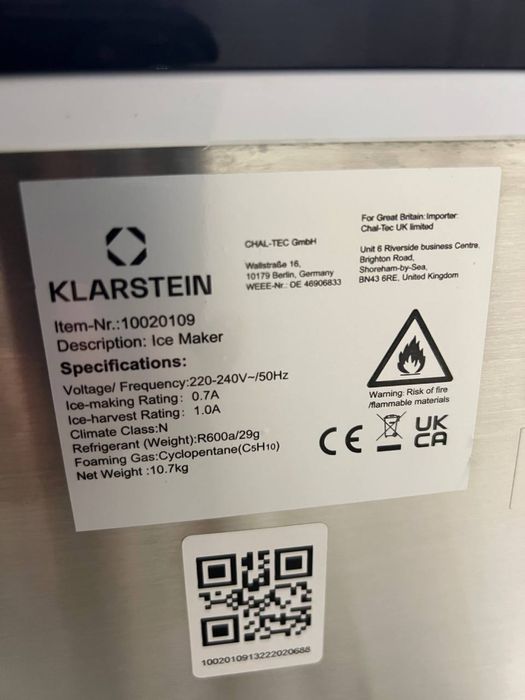 KLARSTEIN
CHAL-TEC GmbH
Wallstraße 16,
10179 Berlin, Germany
WEEE-Nr.: DE 46906833
For Great Britain: Importer:
Chal-Tec UK limited
Unit 6 Riverside business Centre,
Brighton Road,
Shoreham-by-Sea,
BN43 6RE, United Kingdom
Item-Nr.:10020109
Description: Ice Maker
Specifications:
Voltage/ Frequency:220-240V~/50Hz
Ice-making Rating: 0.7A
Ice-harvest Rating: 1.0A
Climate Class:N
Refrigerant (Weight):R600a/29g
Foaming Gas:Cyclopentane(C5H10)
Net Weight :10.7kg
Warning: Risk of fire
/flammable materials
CE
UK
CA
1002010913222020688